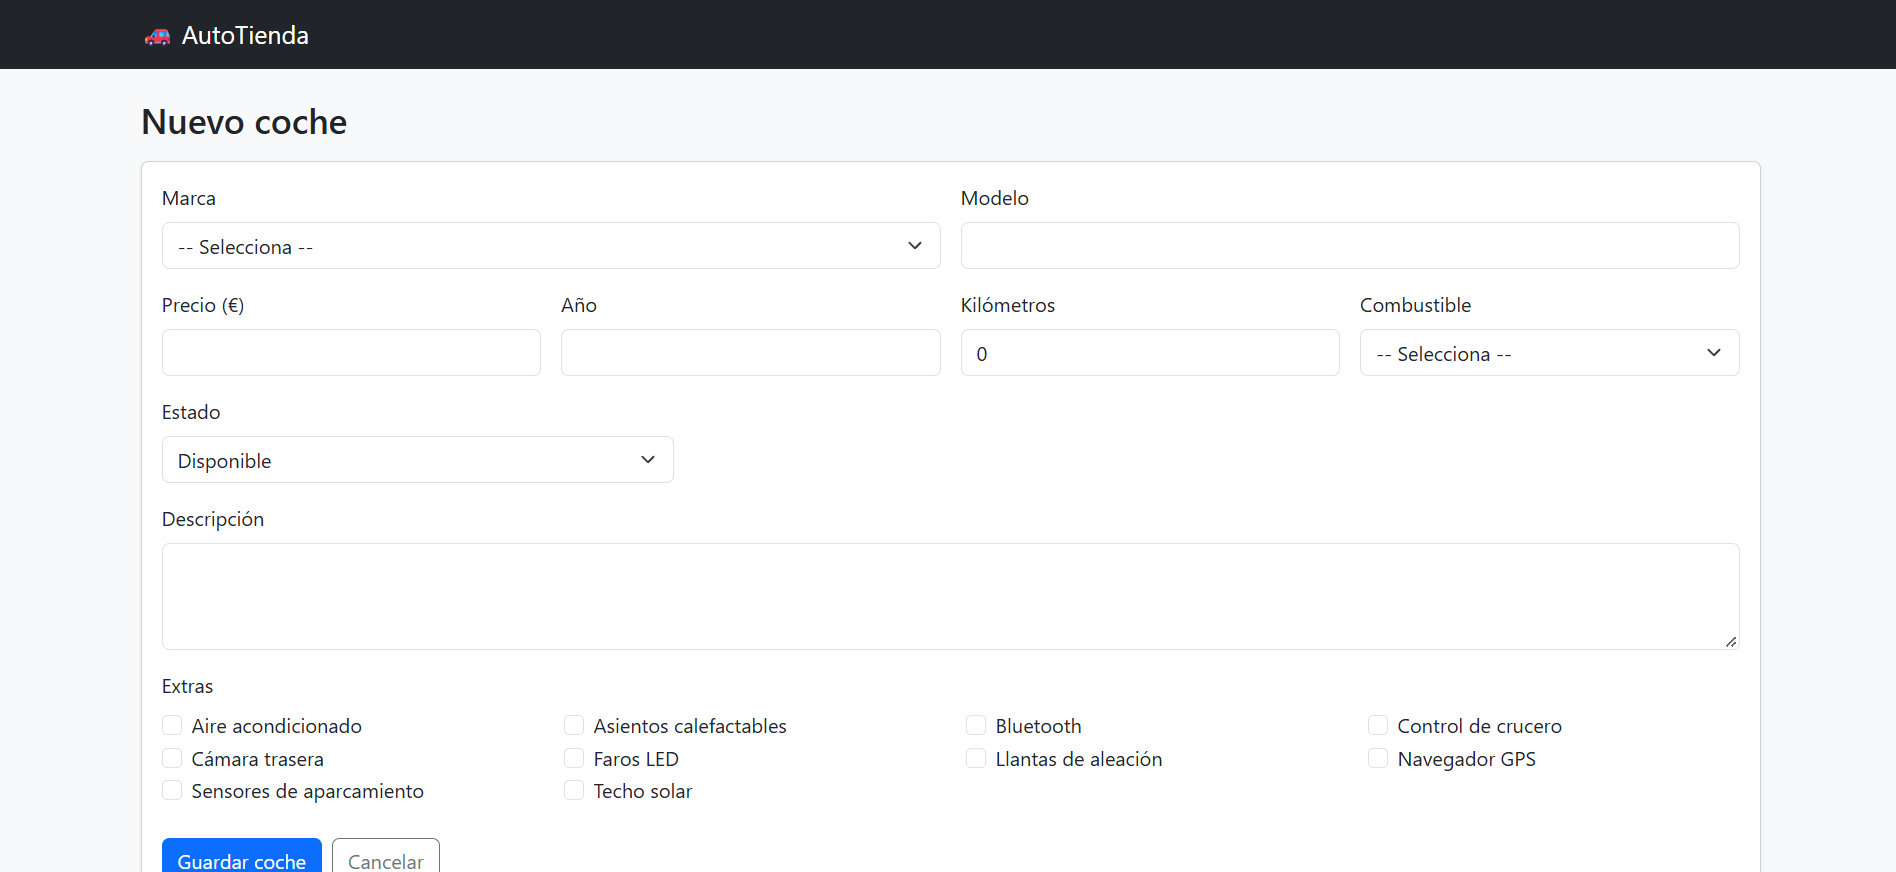 AutoTienda
Nuevo coche
Marca Modelo
-- Selecciona --
Precio (€) Año Kilómetros Combustible
0 -- Selecciona --
Estado
Disponible
Descripción
Extras
Aire acondicionado Asientos calefactables Bluetooth Control de crucero
Cámara trasera Faros LED Llantas de aleación Navegador GPS
Sensores de aparcamiento Techo solar
Guardar coche Cancelar